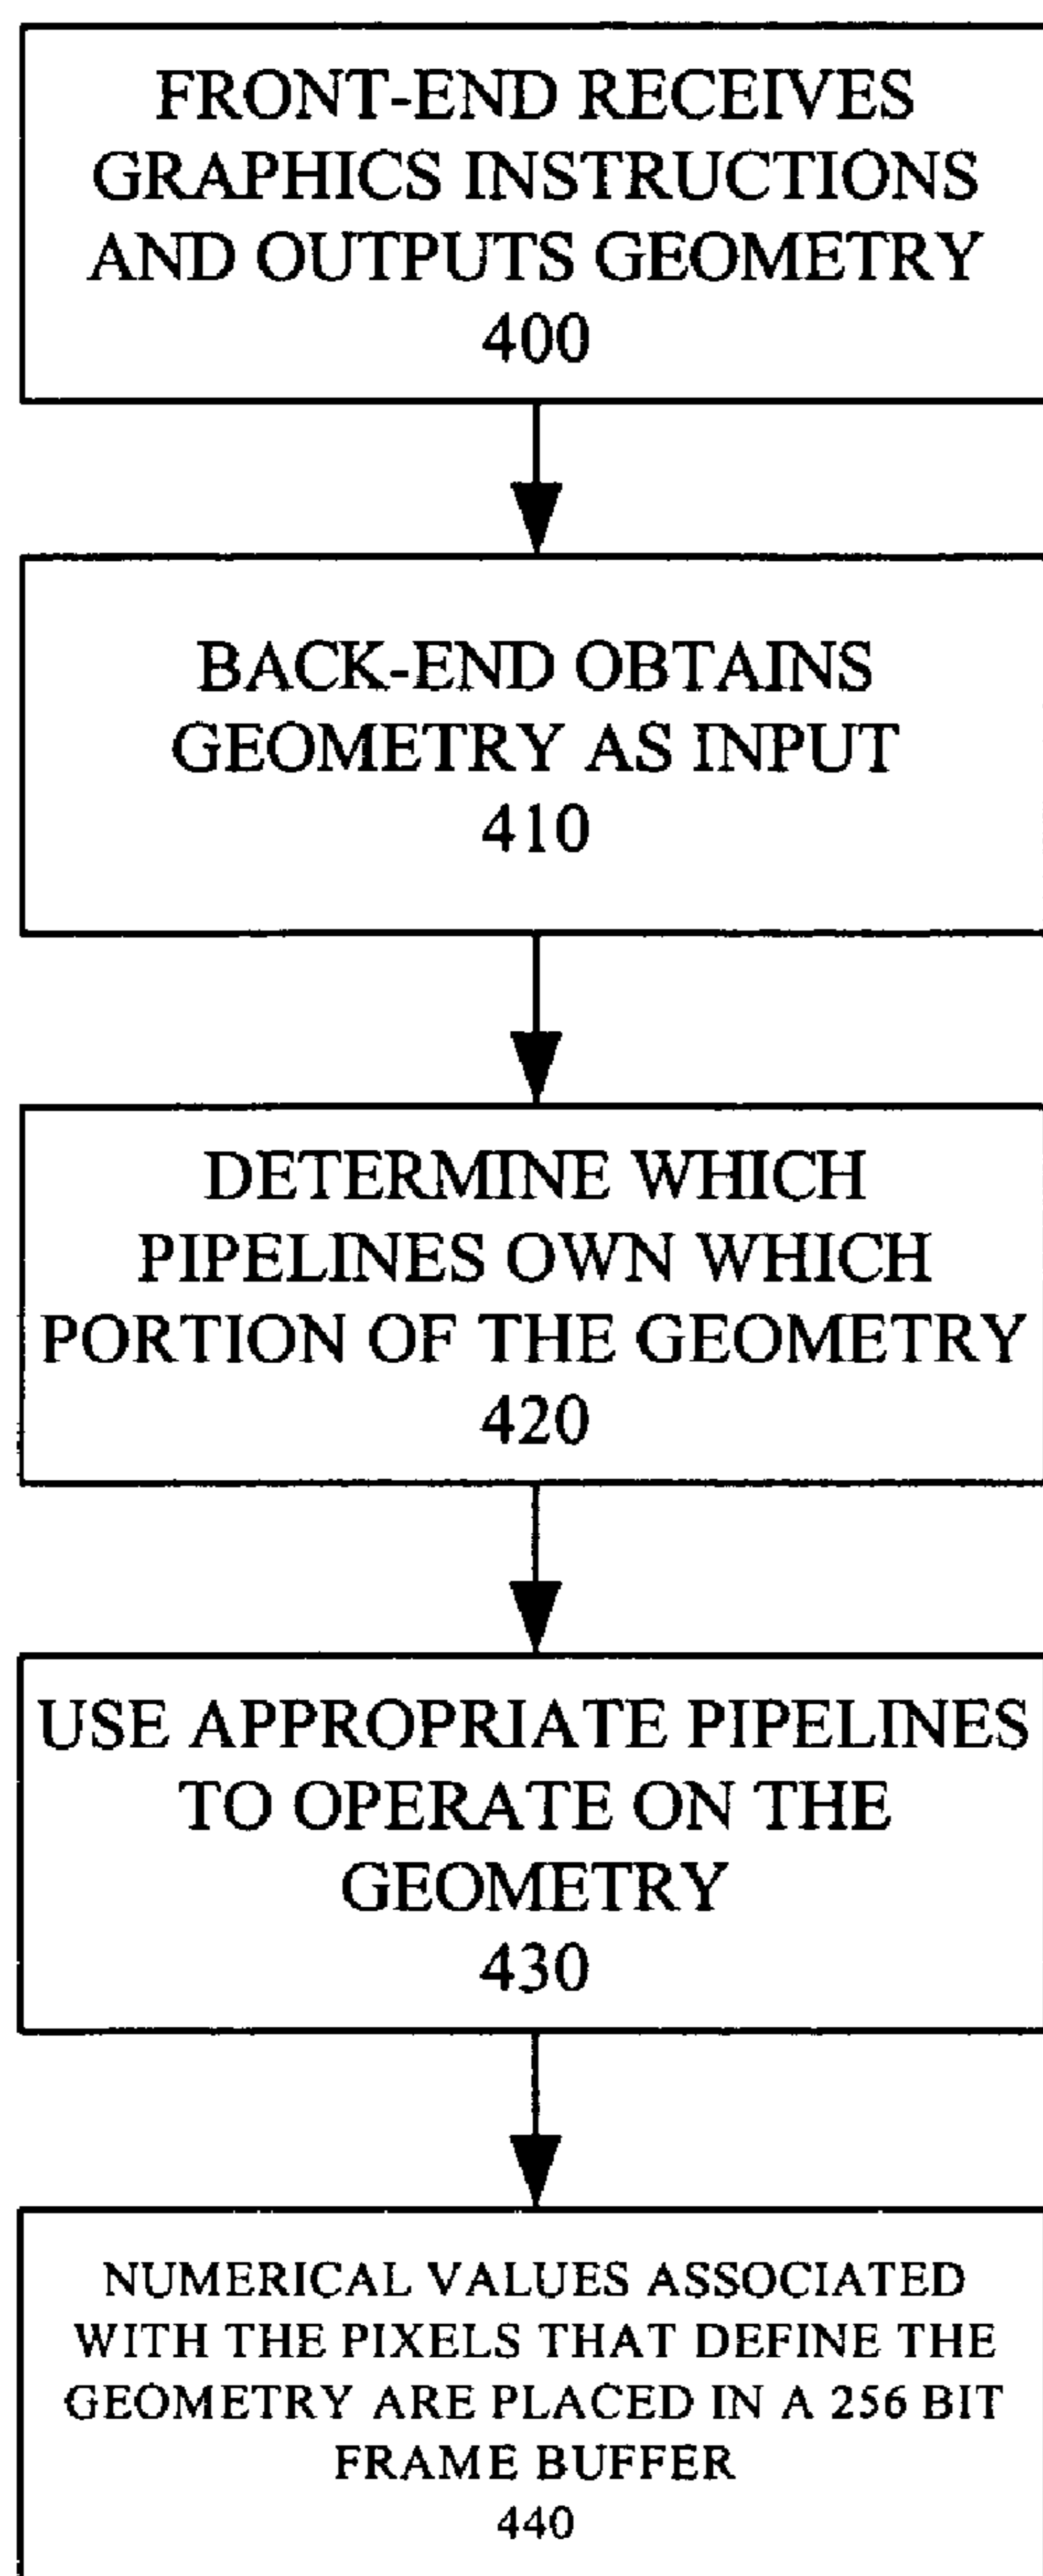 FRONT-END RECEIVES
GRAPHICS INSTRUCTIONS
AND OUTPUTS GEOMETRY
400
BACK-END OBTAINS
GEOMETRY AS INPUT
410
DETERMINE WHICH
PIPELINES OWN WHICH
PORTION OF THE GEOMETRY
420
USE APPROPRIATE PIPELINES
TO OPERATE ON THE
GEOMETRY
430
NUMERICAL VALUES ASSOCIATED
WITH THE PIXELS THAT DEFINE THE
GEOMETRY ARE PLACED IN A 256 BIT
FRAME BUFFER
440